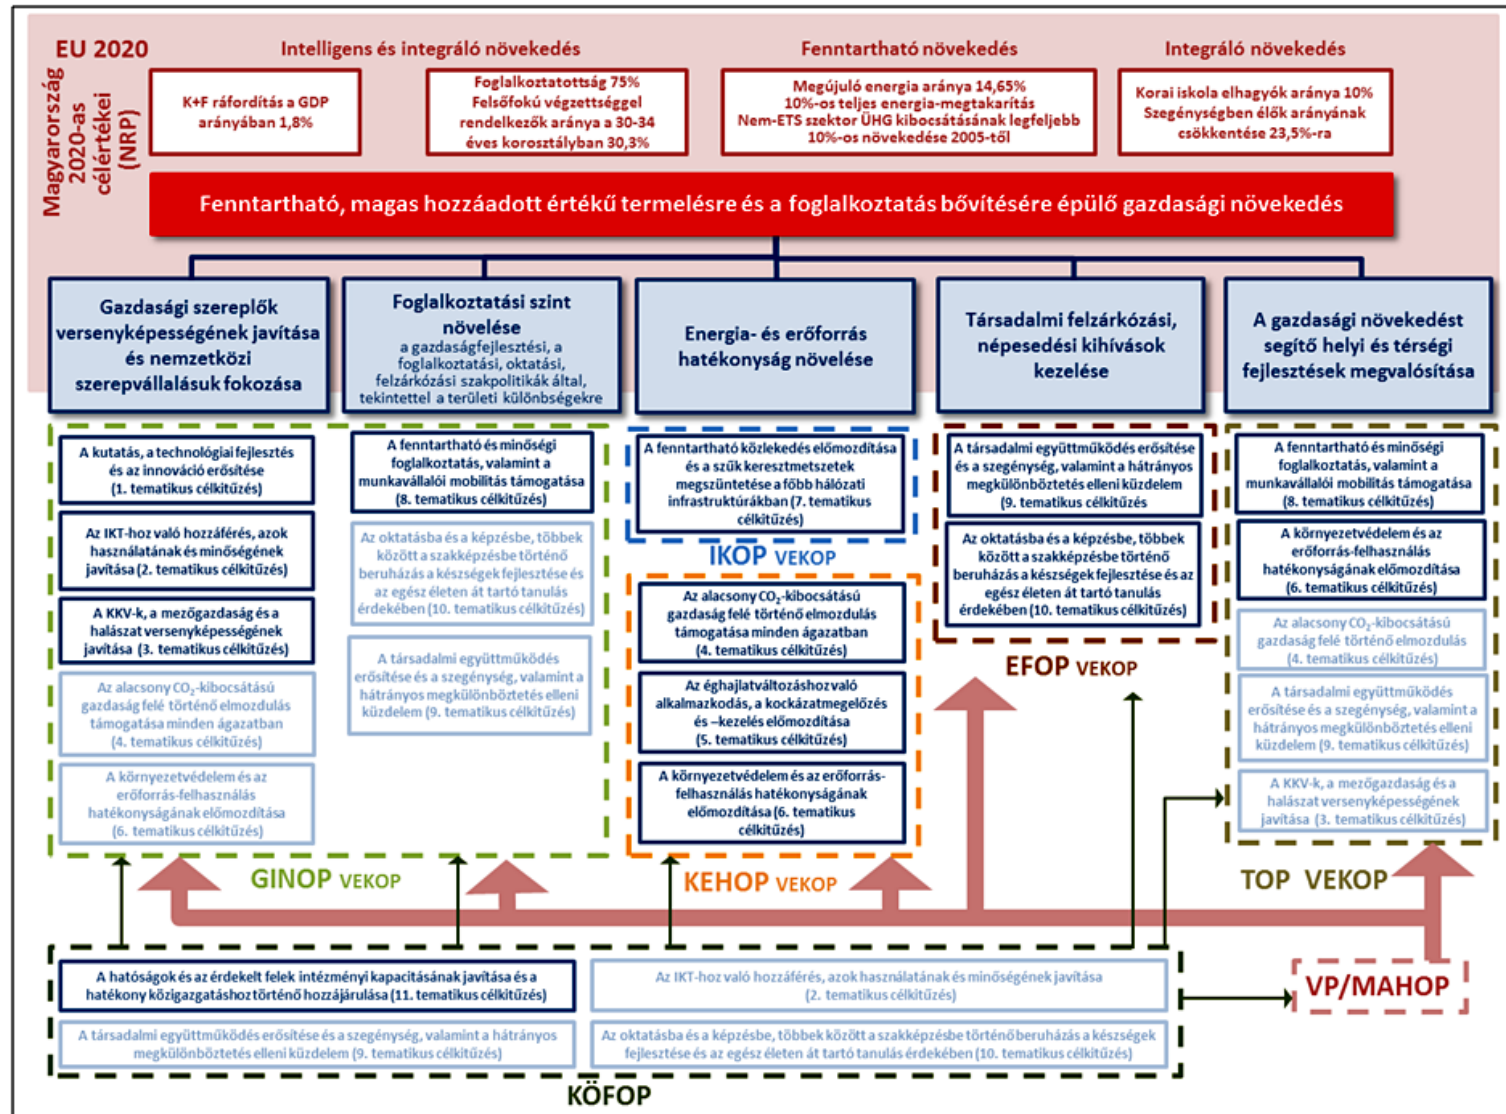 EU 2020
Magyarország
2020-as
célértékei
(NRP)
Intelligens és integráló növekedés
Fenntartható növekedés
Integráló növekedés
K+F ráfordítás a GDP
arányában 1,8%
Foglalkoztatottság 75%
Felsőfokú végzettséggel
rendelkezők aránya a 30-34
éves korosztályban 30,3%
Megújuló energia aránya 14,65%
10%-os teljes energia-megtakarítás
Nem-ETS szektor ÜHG kibocsátásának legfeljebb
10%-os növekedése 2005-től
Korai iskola elhagyók aránya 10%
Szegénységben élők arányának
csökkentése 23,5%-ra
Fenntartható, magas hozzáadott értékű termelésre és a foglalkoztatás bővítésére épülő gazdasági növekedés
Gazdasági szereplők
versenyképességének javítása
és nemzetközi
szerepvállalásuk fokozása
Foglalkoztatási szint
növelése
a gazdaságfejlesztési, a
foglalkoztatási, oktatási,
felzárkózási szakpolitikák által,
tekintettel a területi különbségekre
Energia- és erőforrás
hatékonyság növelése
Társadalmi felzárkózási,
népesedési kihívások
kezelése
A gazdasági növekedést
segítő helyi és térségi
fejlesztések megvalósítása
A kutatás, a technológiai fejlesztés
és az innováció erősítése
(1. tematikus célkitűzés)
Az IKT-hoz való hozzáférés, azok
használatának és minőségének
javítása (2. tematikus célkitűzés)
A KKV-k, a mezőgazdaság és a
halászat versenyképességének
javítása (3. tematikus célkitűzés)
Az alacsony CO₂-kibocsátású
gazdaság felé történő elmozdulás
támogatása minden ágazatban
(4. tematikus célkitűzés)
A környezetvédelem és az
erőforrás-felhasználás
hatékonyságának előmozdítása
(6. tematikus célkitűzés)
A fenntartható és minőségi
foglalkoztatás, valamint a
munkavállalói mobilitás támogatása
(8. tematikus célkitűzés)
Az oktatásba és a képzésbe, többek
között a szakképzésbe történő
beruházás a készségek fejlesztése és
az egész életen át tartó tanulás
érdekében (10. tematikus célkitűzés)
A társadalmi együttműködés
erősítése és a szegénység, valamint a
hátrányos megkülönböztetés elleni
küzdelem (9. tematikus célkitűzés)
GINOP VEKOP
A fenntartható közlekedés előmozdítása
és a szűk keresztmetszetek
megszüntetése a főbb hálózati
infrastruktúrákban (7. tematikus
célkitűzés)
IKOP VEKOP
Az alacsony CO₂-kibocsátású
gazdaság felé történő elmozdulás
támogatása minden ágazatban
(4. tematikus célkitűzés)
Az éghajlatváltozáshoz való
alkalmazkodás, a kockázatmegelőzés
és –kezelés előmozdítása
(5. tematikus célkitűzés)
A környezetvédelem és az erőforrás-
felhasználás hatékonyságának
előmozdítása (6. tematikus
célkitűzés)
KEHOP VEKOP
A társadalmi együttműködés erősítése
és a szegénység, valamint a hátrányos
megkülönböztetés elleni küzdelem
(9. tematikus célkitűzés
Az oktatásba és a képzésbe, többek
között a szakképzésbe történő
beruházás a készségek fejlesztése és az
egész életen át tartó tanulás
érdekében (10. tematikus célkitűzés)
EFOP VEKOP
A fenntartható és minőségi
foglalkoztatás, valamint a
munkavállalói mobilitás támogatása
(8. tematikus célkitűzés)
A környezetvédelem és az
erőforrás-felhasználás
hatékonyságának előmozdítása
(6. tematikus célkitűzés)
Az alacsony CO₂-kibocsátású
gazdaság felé történő elmozdulás
(4. tematikus célkitűzés)
A társadalmi együttműködés
erősítése és a szegénység, valamint a
hátrányos megkülönböztetés elleni
küzdelem (9. tematikus célkitűzés)
A KKV-k, a mezőgazdaság és a
halászat versenyképességének
javítása (3. tematikus célkitűzés)
TOP VEKOP
A hatóságok és az érdekelt felek intézményi kapacitásának javítása és a
hatékony közigazgatáshoz történő hozzájárulása (11. tematikus célkitűzés)
Az IKT-hoz való hozzáférés, azok használatának és minőségének javítása
(2. tematikus célkitűzés)
A társadalmi együttműködés erősítése és a szegénység, valamint a hátrányos
megkülönböztetés elleni küzdelem (9. tematikus célkitűzés)
Az oktatásba és a képzésbe, többek között a szakképzésbe történő beruházás a készségek
fejlesztése és az egész életen át tartó tanulás érdekében (10. tematikus célkitűzés)
VP/MAHOP
KÖFOP